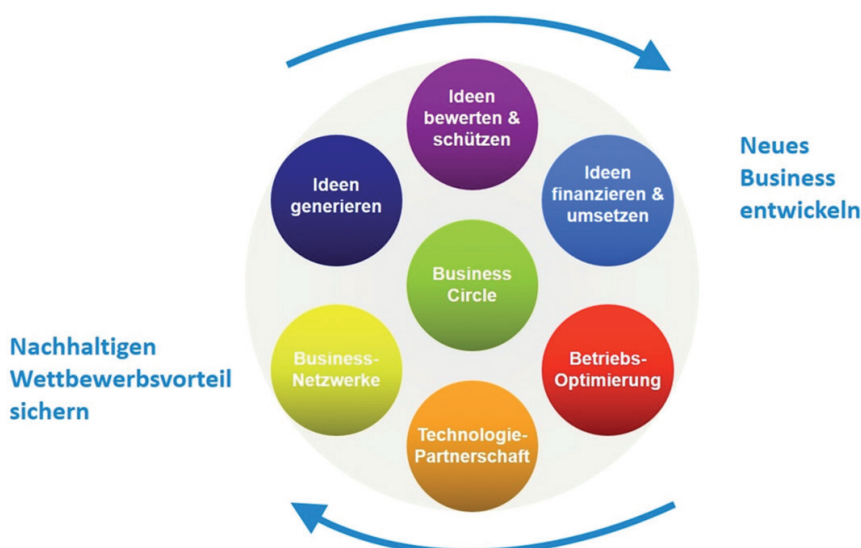 Ideen
bewerten &
schützen
Ideen
generieren
Ideen
finanzieren &
umsetzen
Neues
Business
entwickeln
Business
Circle
Nachhaltigen
Wettbewerbsvorteil
sichern
Business-
Netzwerke
Betriebs-
Optimierung
Technologie-
Partnerschaft